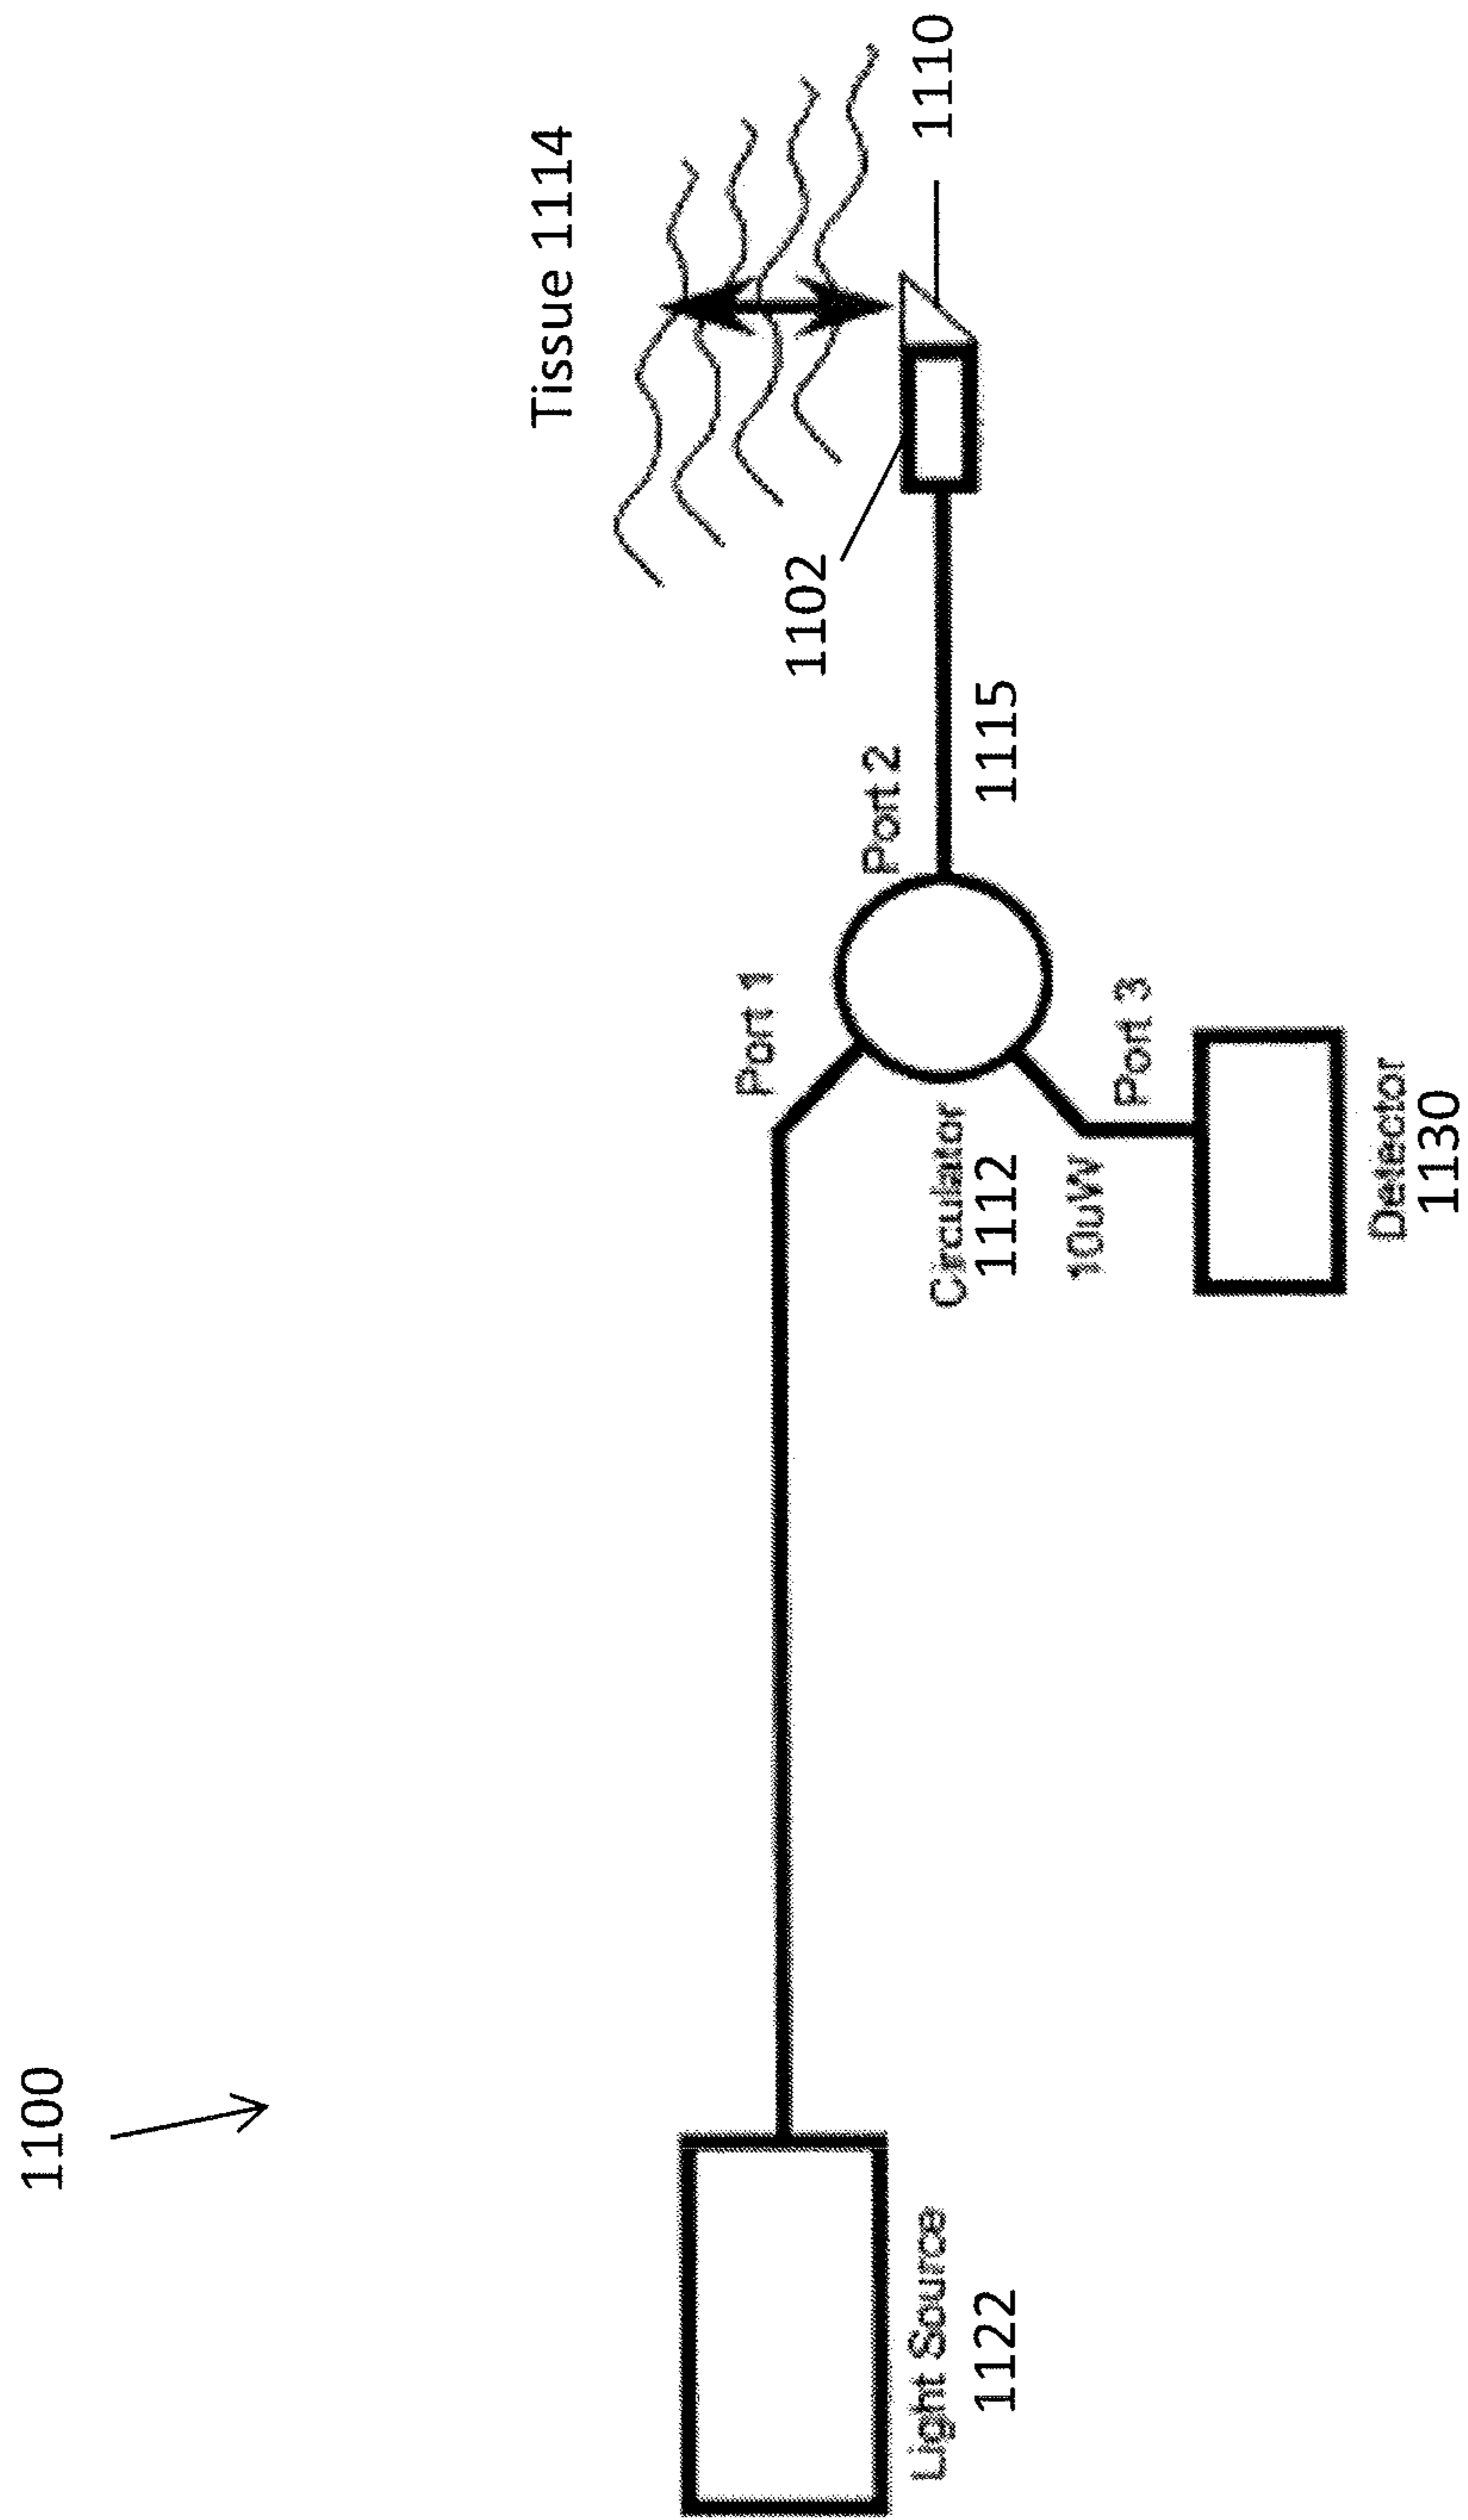 1100
Tissue 1114
1110
1102
Port 2
1115
Port 1
Circulator
1112
Port 3
10uW
Detector
1130
Light Source
1122